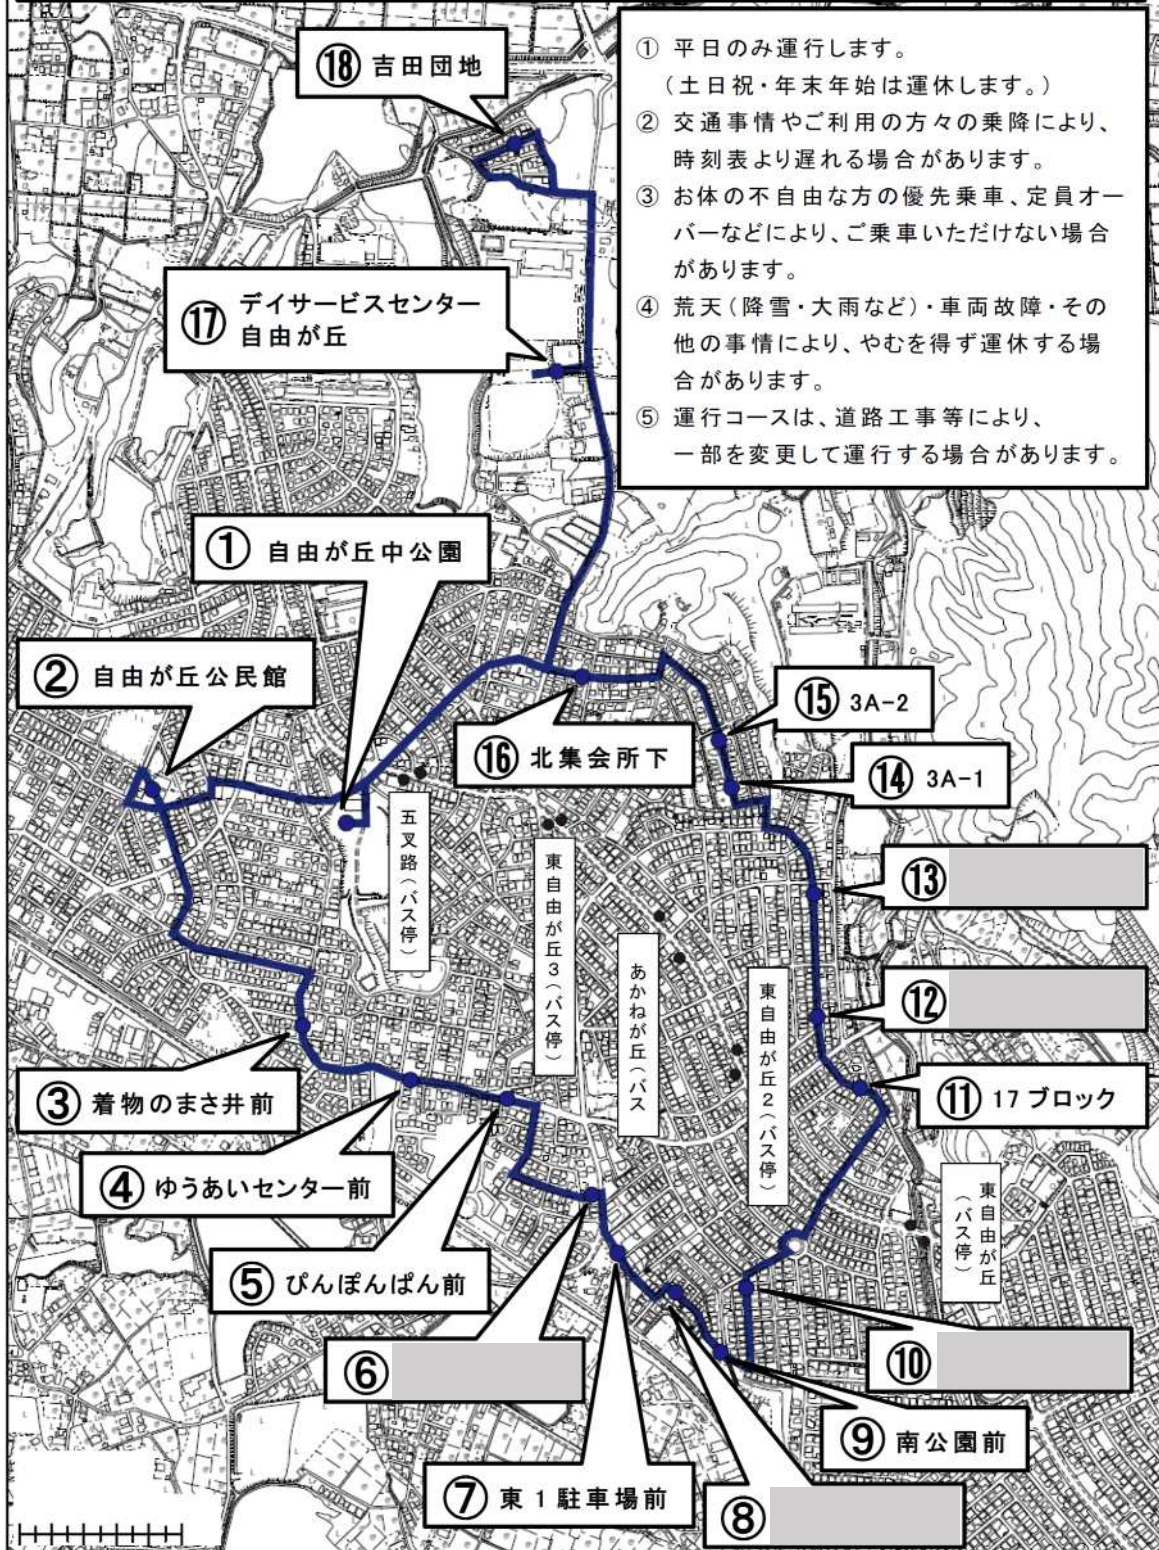 ⑱ 吉田団地
① 平日のみ運行します。
（土日祝・年末年始は運休します。）
② 交通事情やご利用の方々の乗降により、
時刻表より遅れる場合があります。
③ お体の不自由な方の優先乗車、定員オー
バーなどにより、ご乗車いただけない場合
があります。
④ 荒天（降雪・大雨など）・車両故障・その
他の事情により、やむを得ず運休する場
合があります。
⑤ 運行コースは、道路工事等により、
一部を変更して運行する場合があります。
⑰ デイサービスセンター
自由が丘
① 自由が丘中公園
② 自由が丘公民館
⑮ 3A-2
⑯ 北集会所下
⑭ 3A-1
五叉路（バス停）
東自由が丘3（バス停）
⑬
あかねが丘（バス
東自由が丘2（バス停）
⑫
③ 着物のまさ井前
⑪ 17 ブロック
④ ゆうあいセンター前
東自由が丘
（バス停）
⑤ ぴんぽんぱん前
⑥
⑩
⑨ 南公園前
⑦ 東1駐車場前
⑧